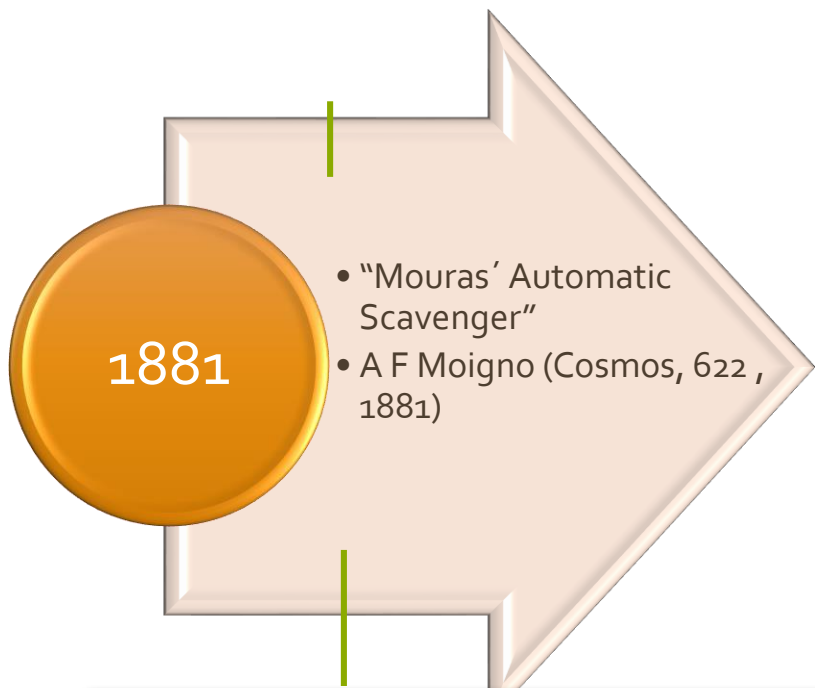 1881
• “Mouras´ Automatic
Scavenger”
• A F Moigno (Cosmos, 622 ,
1881)